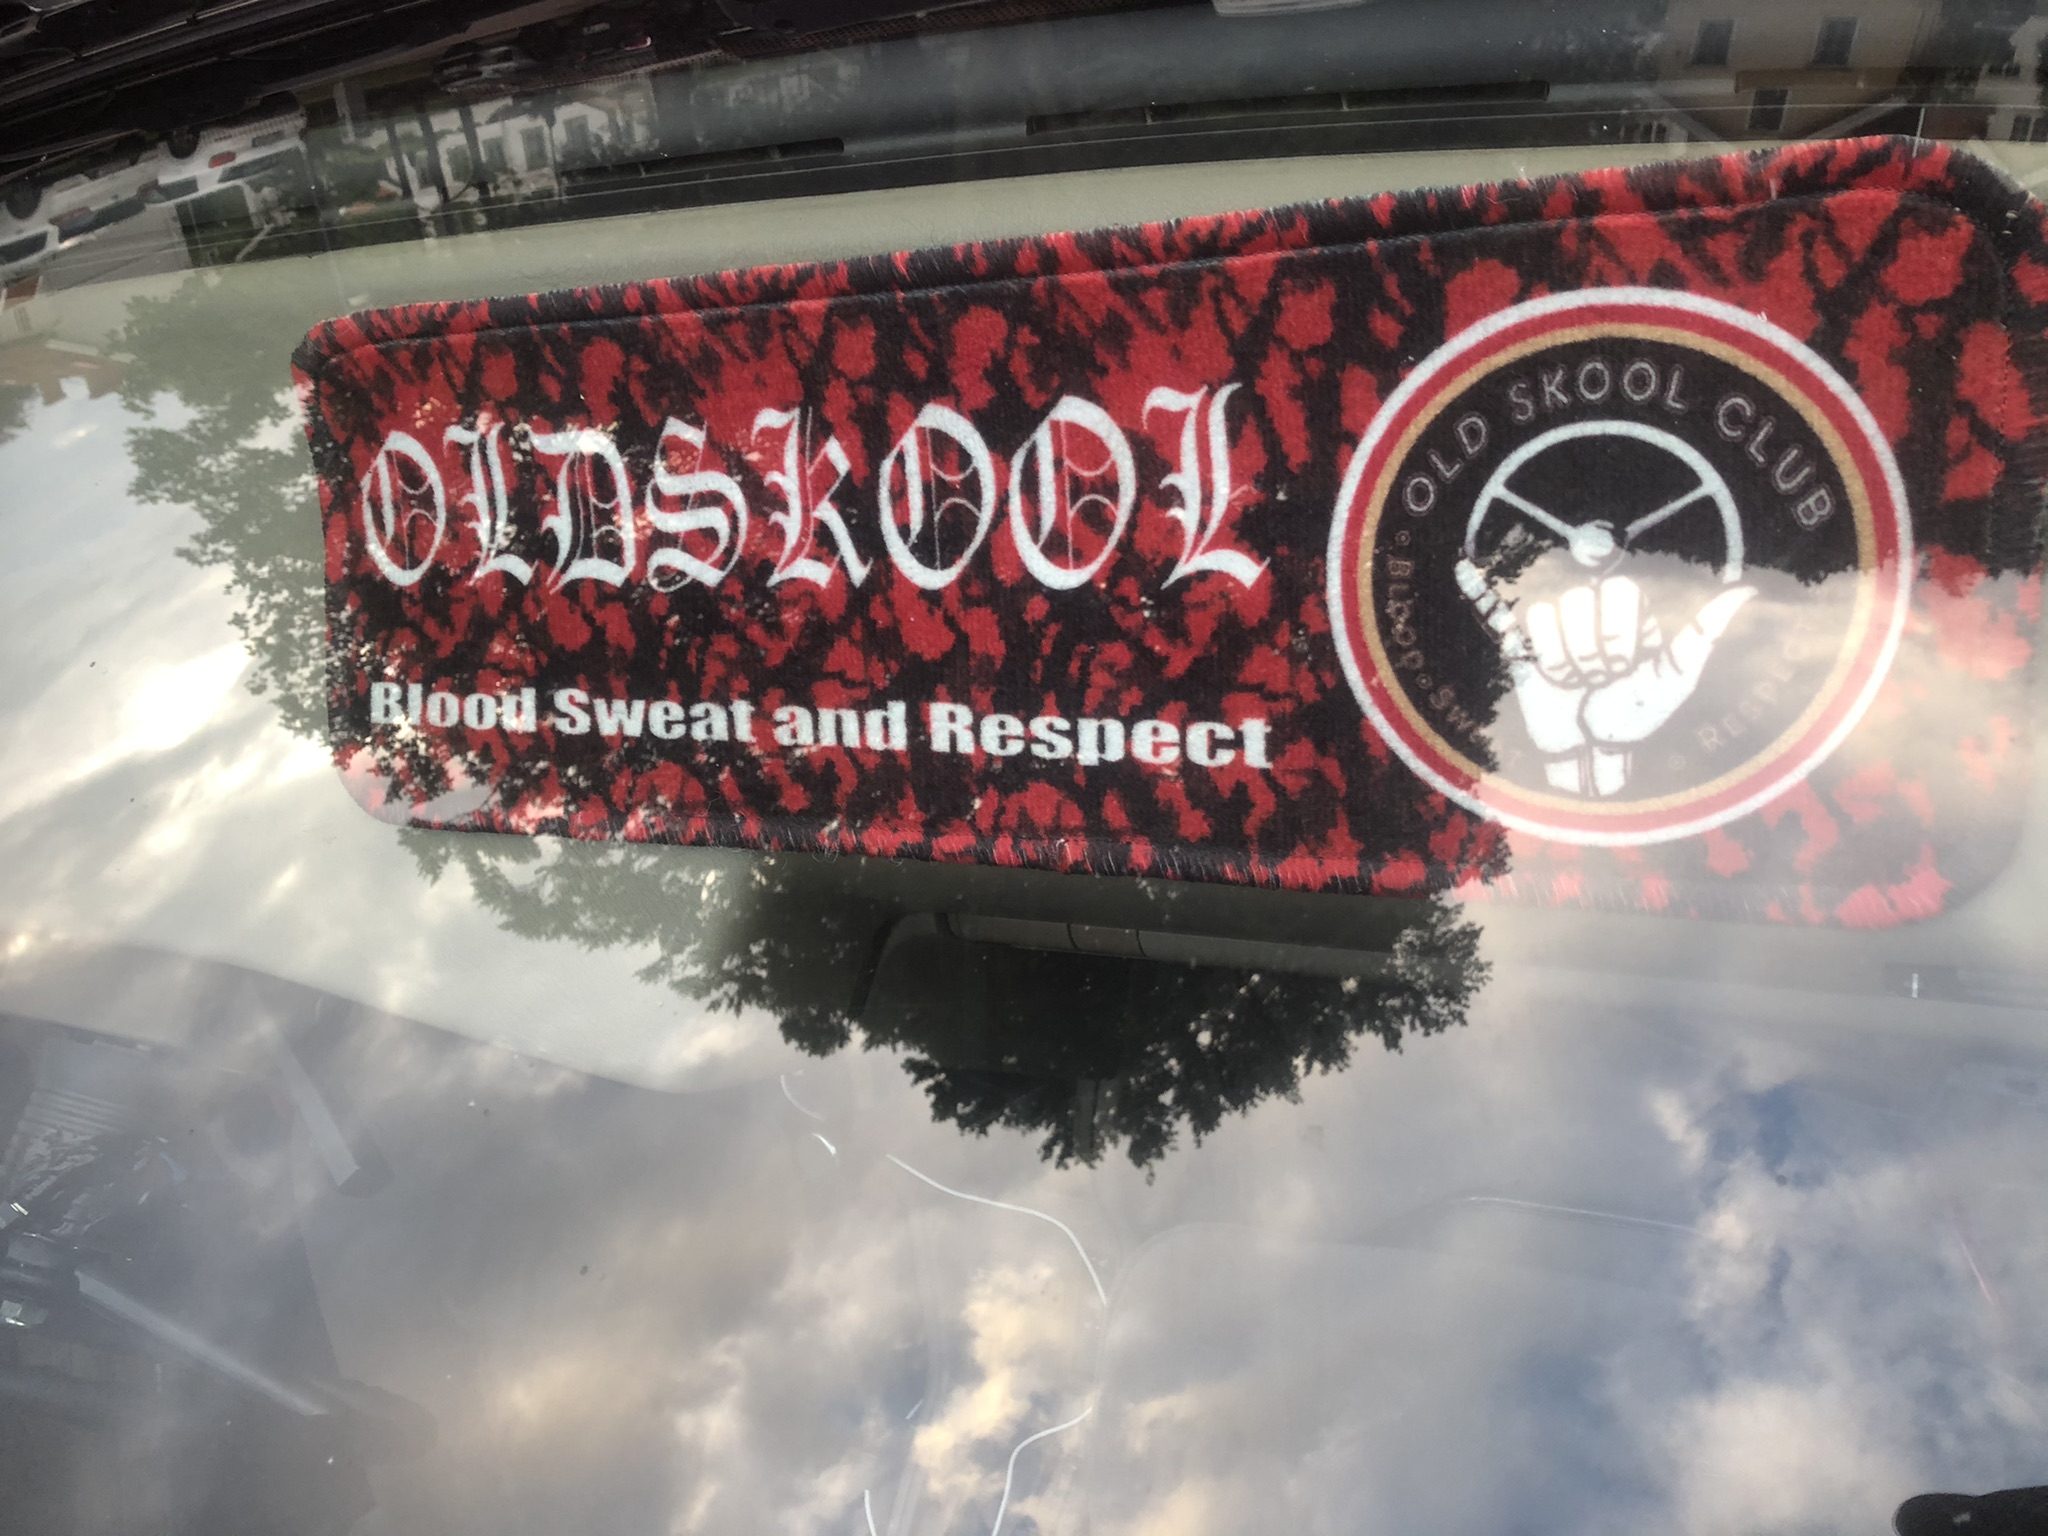 OLDSKOOL
Blood Sweat and Respect
OLD SKOOL CLUB